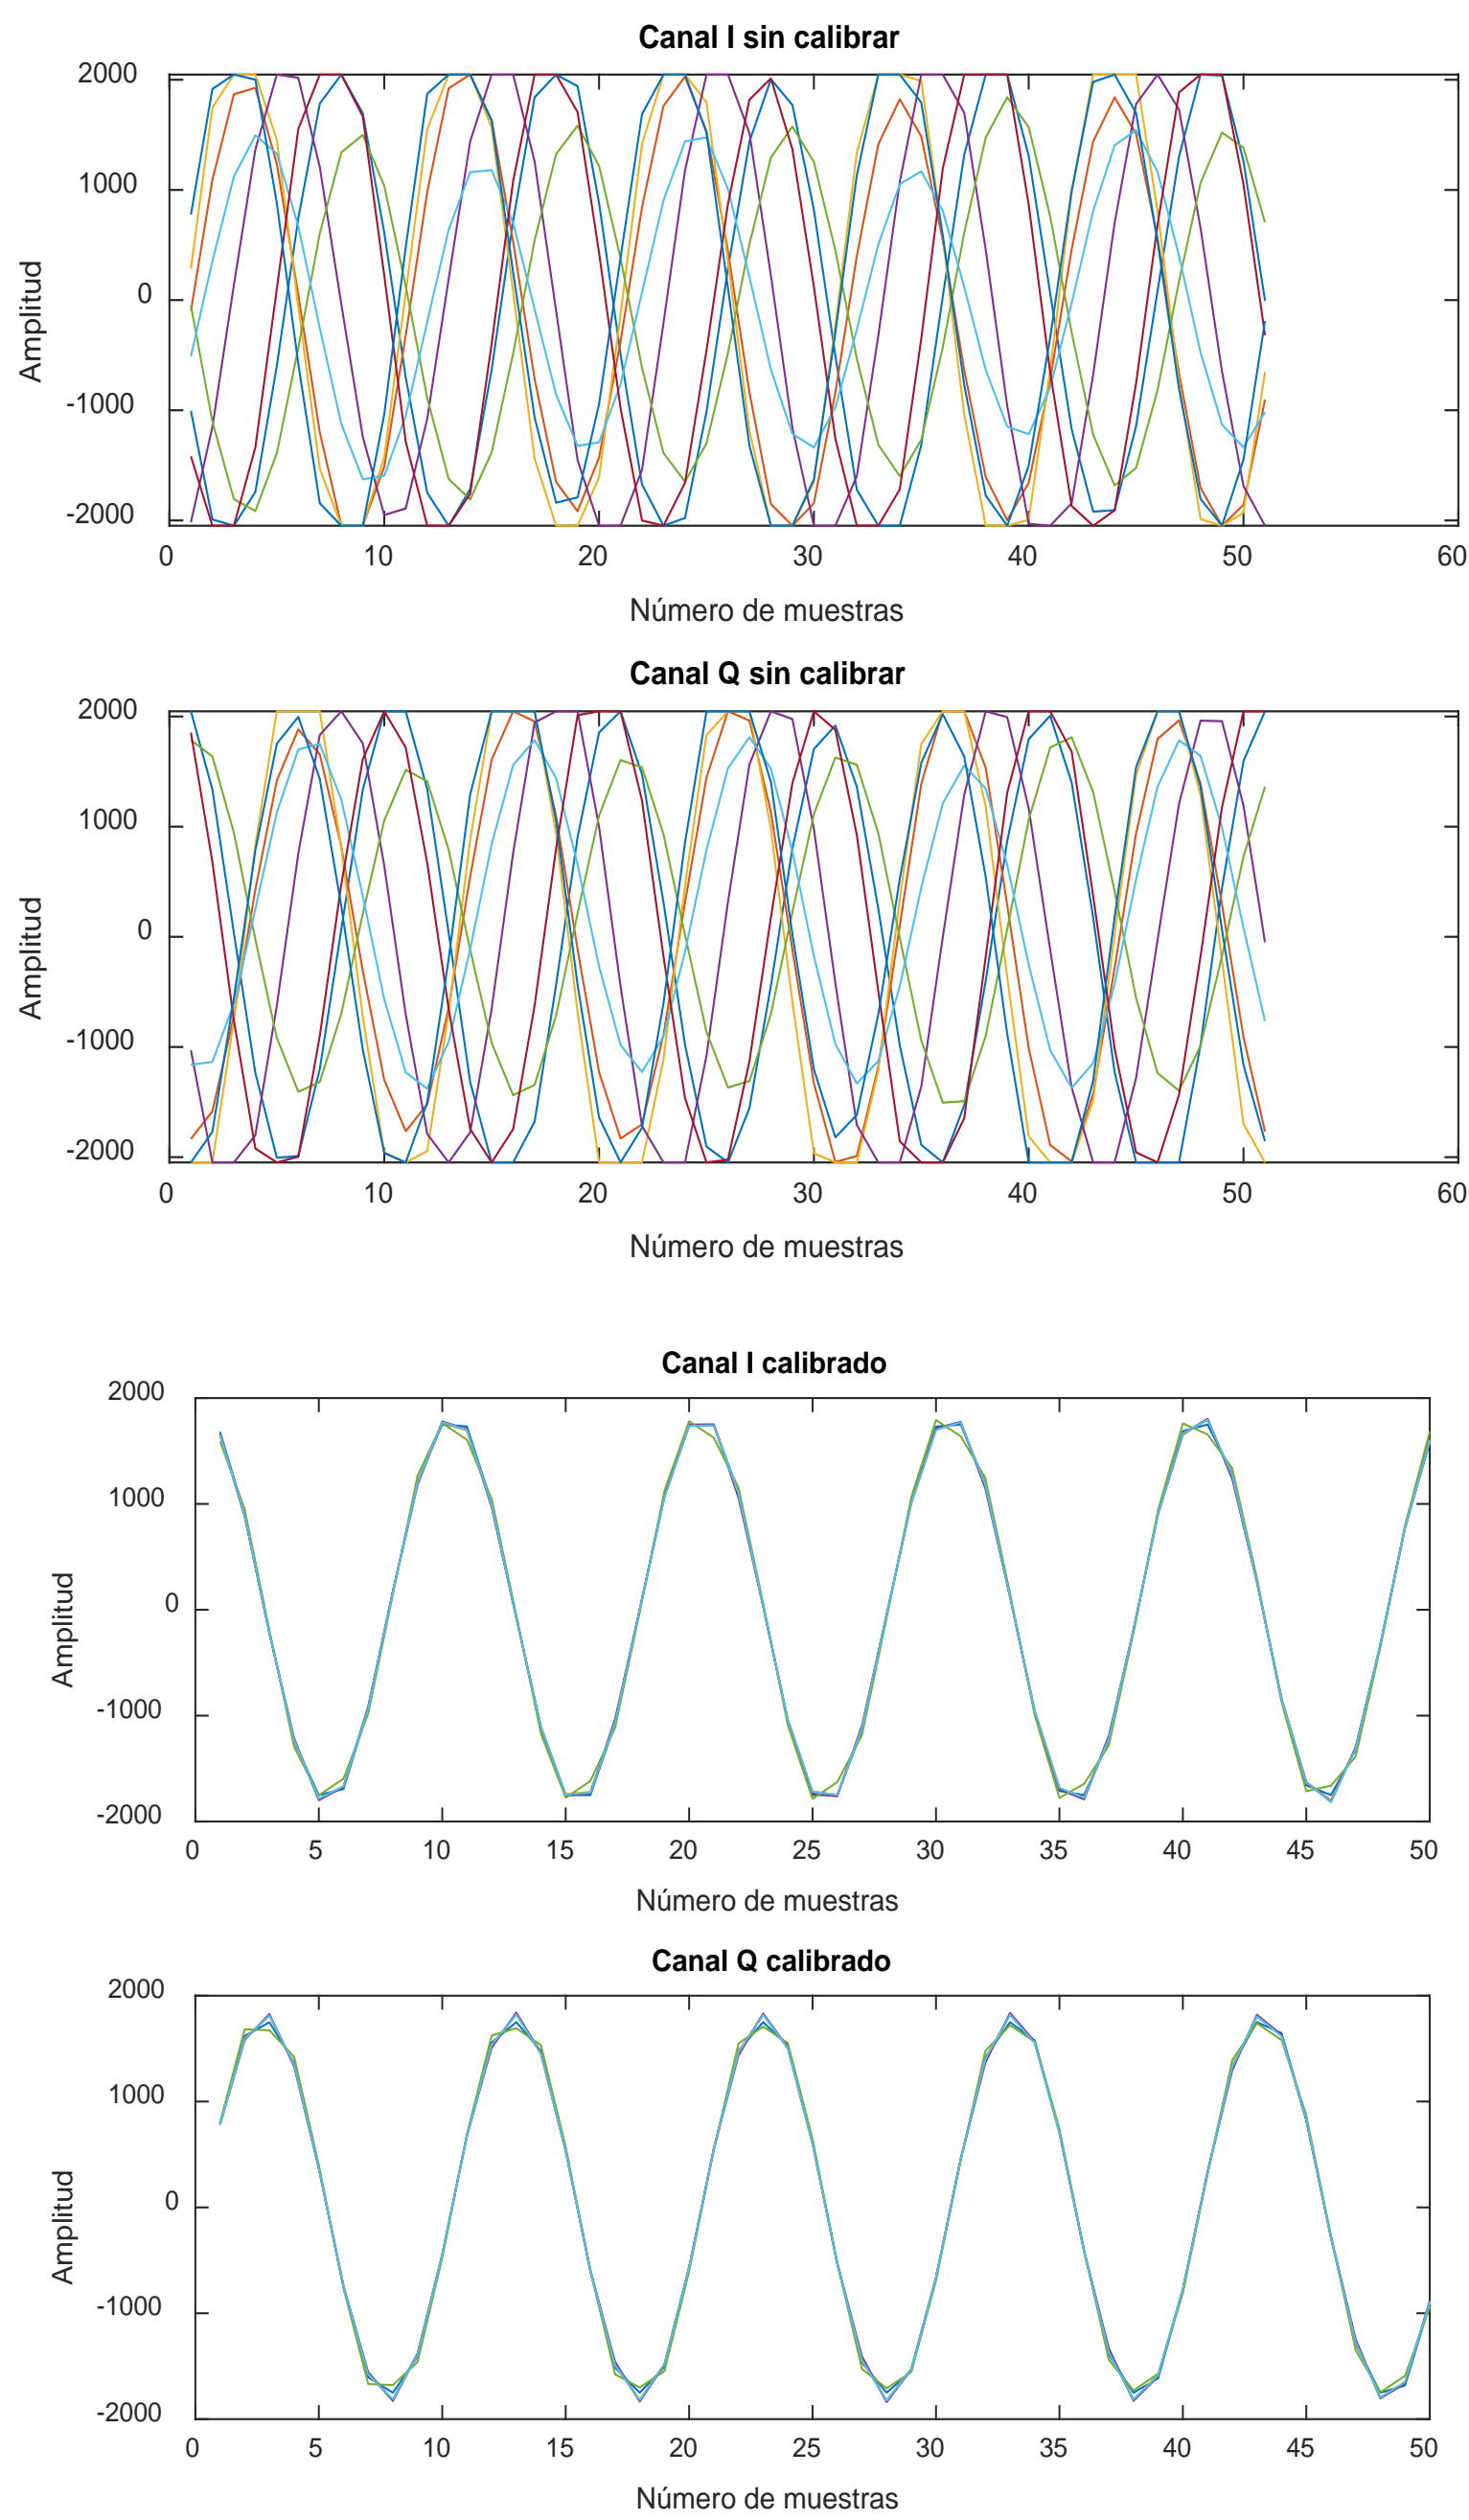 Canal I sin calibrar
2000
1000
0
-1000
-2000
Amplitud
0 10 20 30 40 50 60
Número de muestras
Canal Q sin calibrar
2000
1000
0
-1000
-2000
Amplitud
0 10 20 30 40 50 60
Número de muestras
Canal I calibrado
2000
1000
0
-1000
-2000
Amplitud
0 5 10 15 20 25 30 35 40 45 50
Número de muestras
Canal Q calibrado
2000
1000
0
-1000
-2000
Amplitud
0 5 10 15 20 25 30 35 40 45 50
Número de muestras